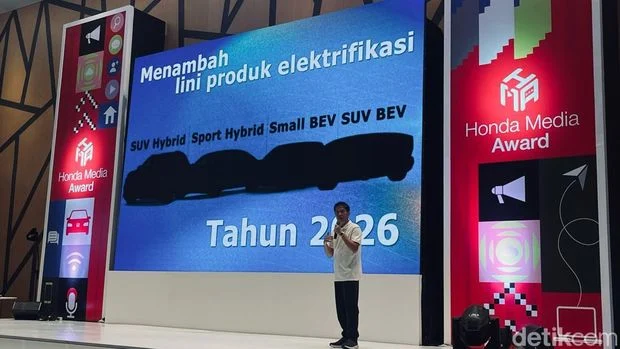 Menambah
lini produk elektrifikasi
SUV Hybrid Sport Hybrid Small BEV SUV BEV
Tahun 2026
Honda Media
Award
HMA
Honda Media
Award
detikcom